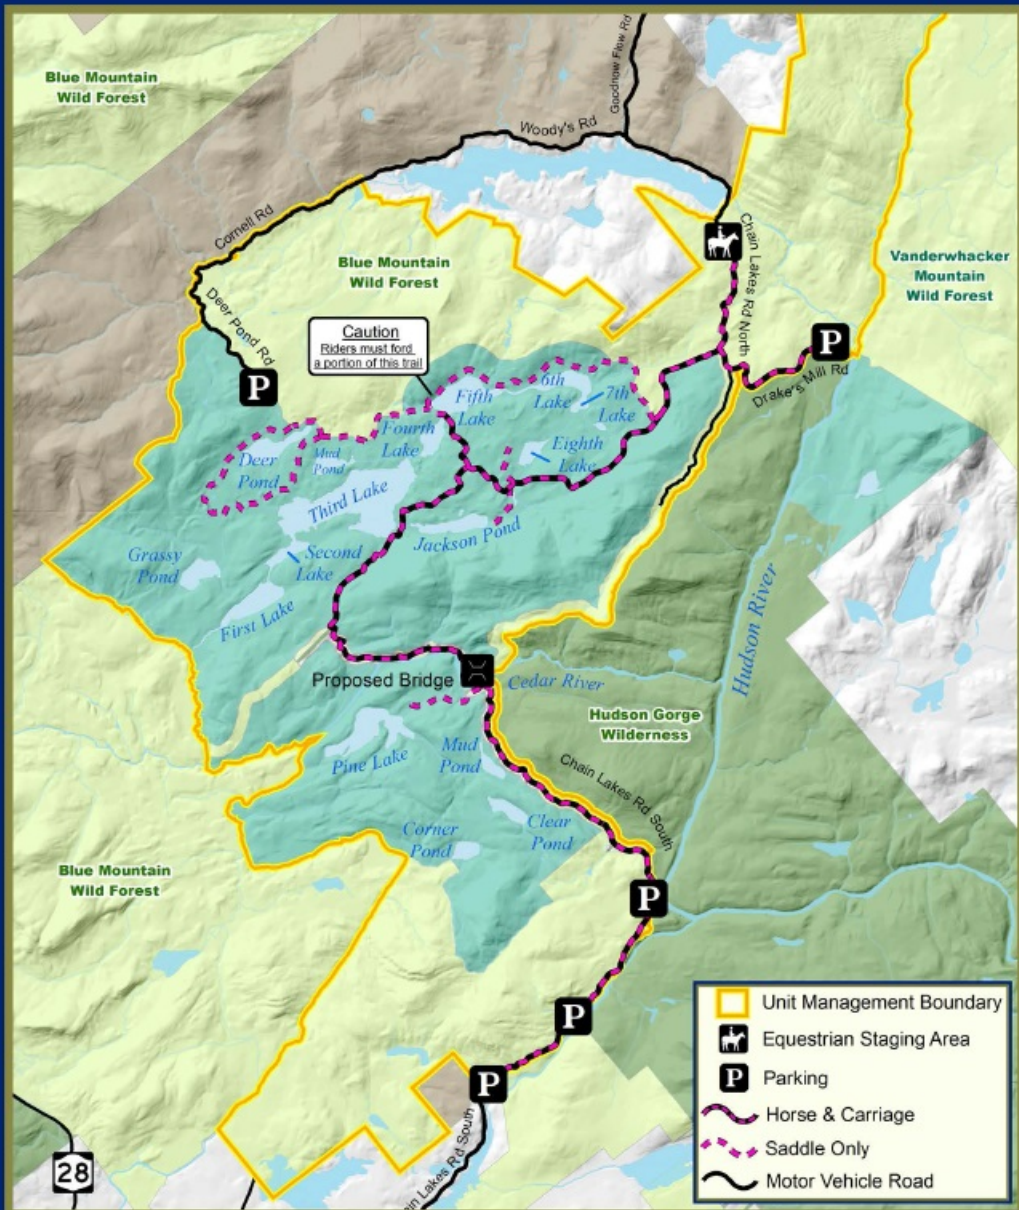 Blue Mountain
Wild Forest
Goodnow Flow Rd
Woody's Rd
Cornell Rd
Chain Lakes Rd North
Blue Mountain
Wild Forest
Vanderwhacker
Mountain
Wild Forest
Deer Pond Rd
Caution
Riders must ford
a portion of this trail
P
P
Drake's Mill Rd
6th
Lake
7th
Lake
Fifth
Lake
Fourth
Lake
Eighth
Lake
Deer
Pond
Mud
Pond
Third Lake
Jackson Pond
Second
Lake
Grassy
Pond
First Lake
Hudson River
Proposed Bridge
Cedar River
Hudson Gorge
Wilderness
Pine Lake
Mud
Pond
Chain Lakes Rd South
Clear
Pond
Corner
Pond
Blue Mountain
Wild Forest
P
P
P
28
ain Lakes Rd South
Unit Management Boundary
Equestrian Staging Area
P Parking
Horse & Carriage
Saddle Only
Motor Vehicle Road